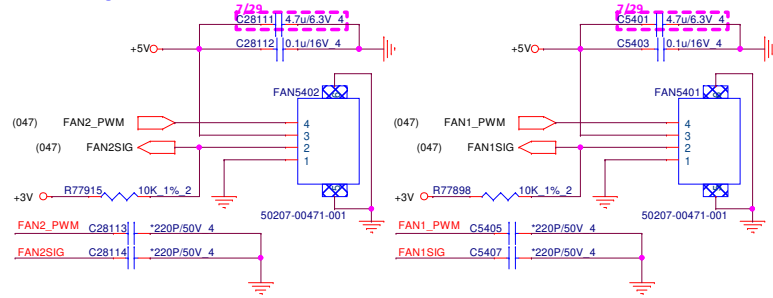 7/29
C28111 4.7u/6.3V_4
C28112 0.1u/16V_4
+5V
FAN5402
(047) FAN2_PWM
4
3
(047) FAN2SIG
2
1
R77915 10K_1%_2
+3V
50207-00471-001
FAN2_PWM C28113 *220P/50V_4
FAN2SIG C28114 *220P/50V_4
7/29
C5401 4.7u/6.3V_4
C5403 0.1u/16V_4
+5V
FAN5401
(047) FAN1_PWM
4
3
(047) FAN1SIG
2
1
R77898 10K_1%_2
+3V
50207-00471-001
FAN1_PWM C5405 *220P/50V_4
FAN1SIG C5407 *220P/50V_4